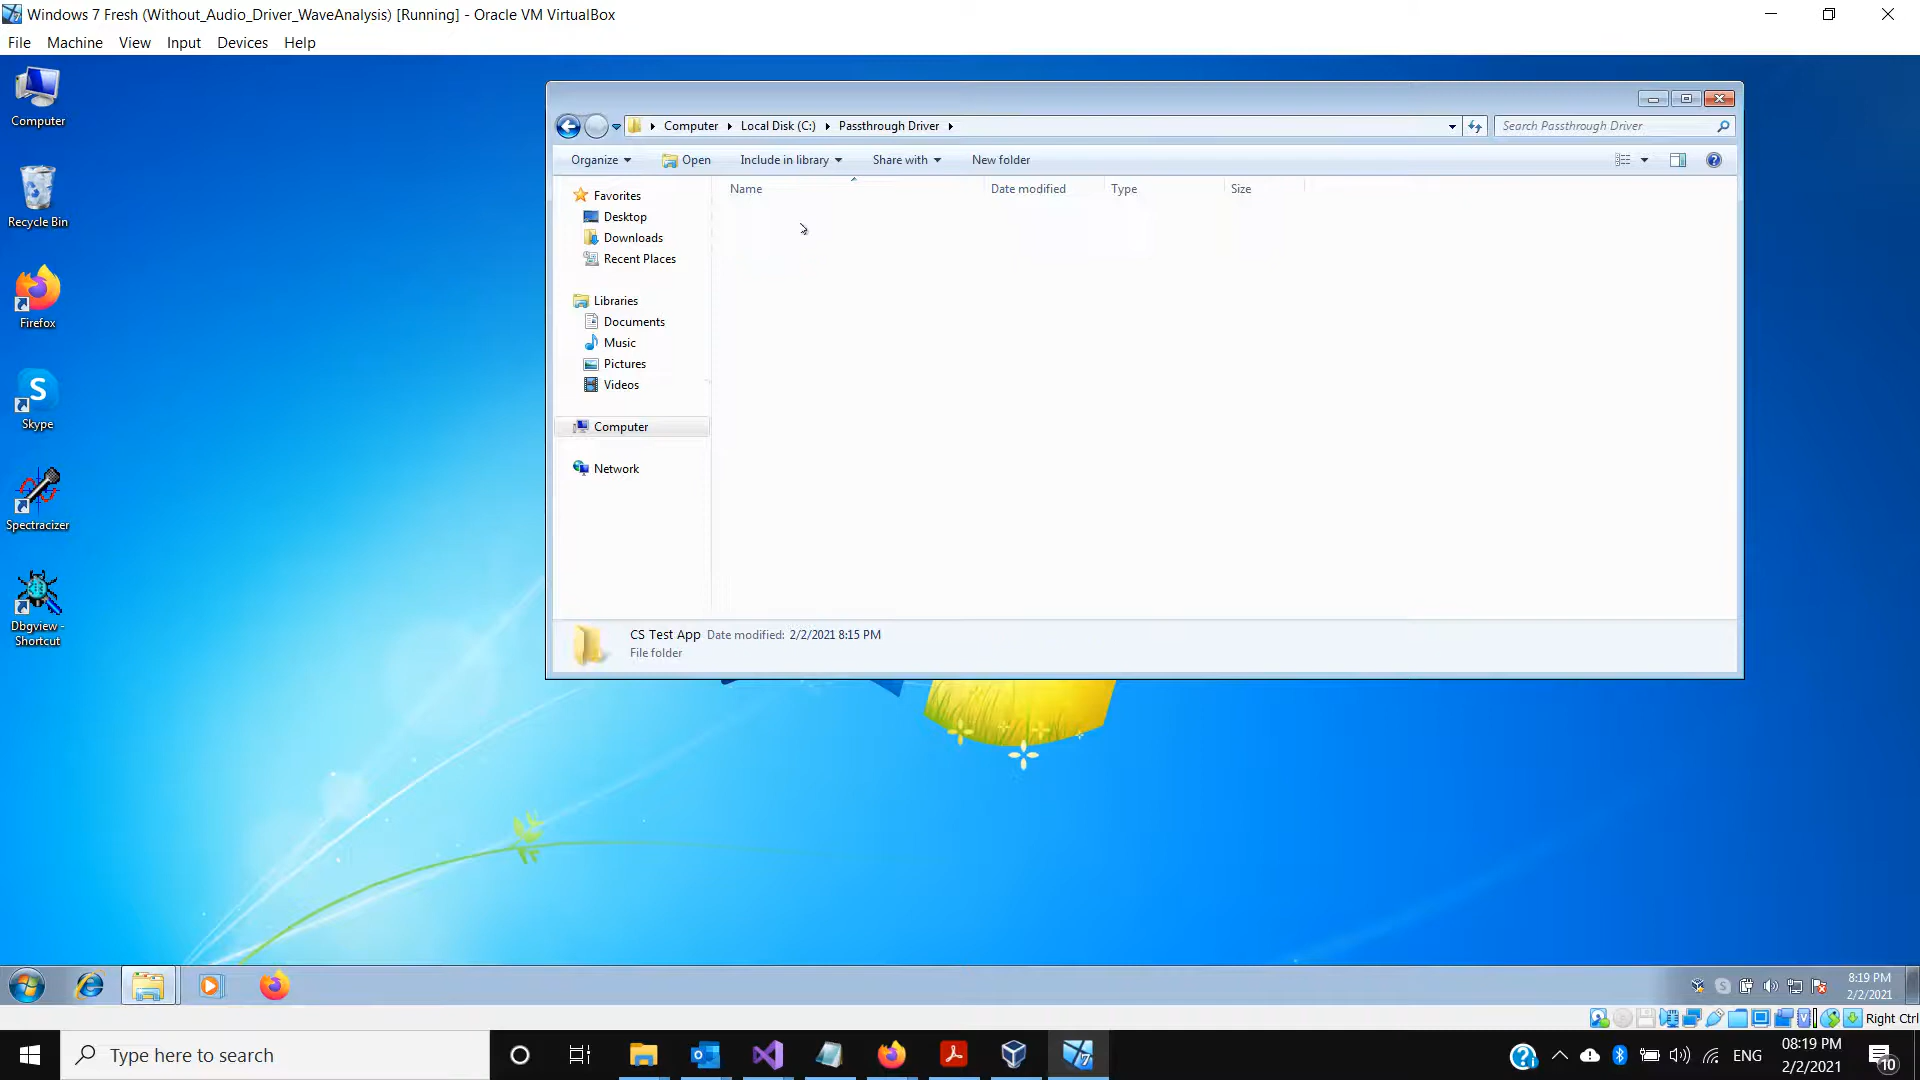 Windows 7 Fresh (Without_Audio_Driver_WaveAnalysis) [Running] - Oracle VM VirtualBox
File Machine View Input Devices Help
Computer
Recycle Bin
Firefox
Skype
Spectracizer
Dbgview -
Shortcut
Computer Local Disk (C:) Passthrough Driver
Search Passthrough Driver
Organize Open Include in library Share with New folder
Name Date modified Type Size
Favorites
Desktop
Downloads
Recent Places
Libraries
Documents
Music
Pictures
Videos
Computer
Network
CS Test App Date modified: 2/2/2021 8:15 PM
File folder
8:19 PM
2/2/2021
Right Ctrl
Type here to search
ENG
08:19 PM
2/2/2021
10